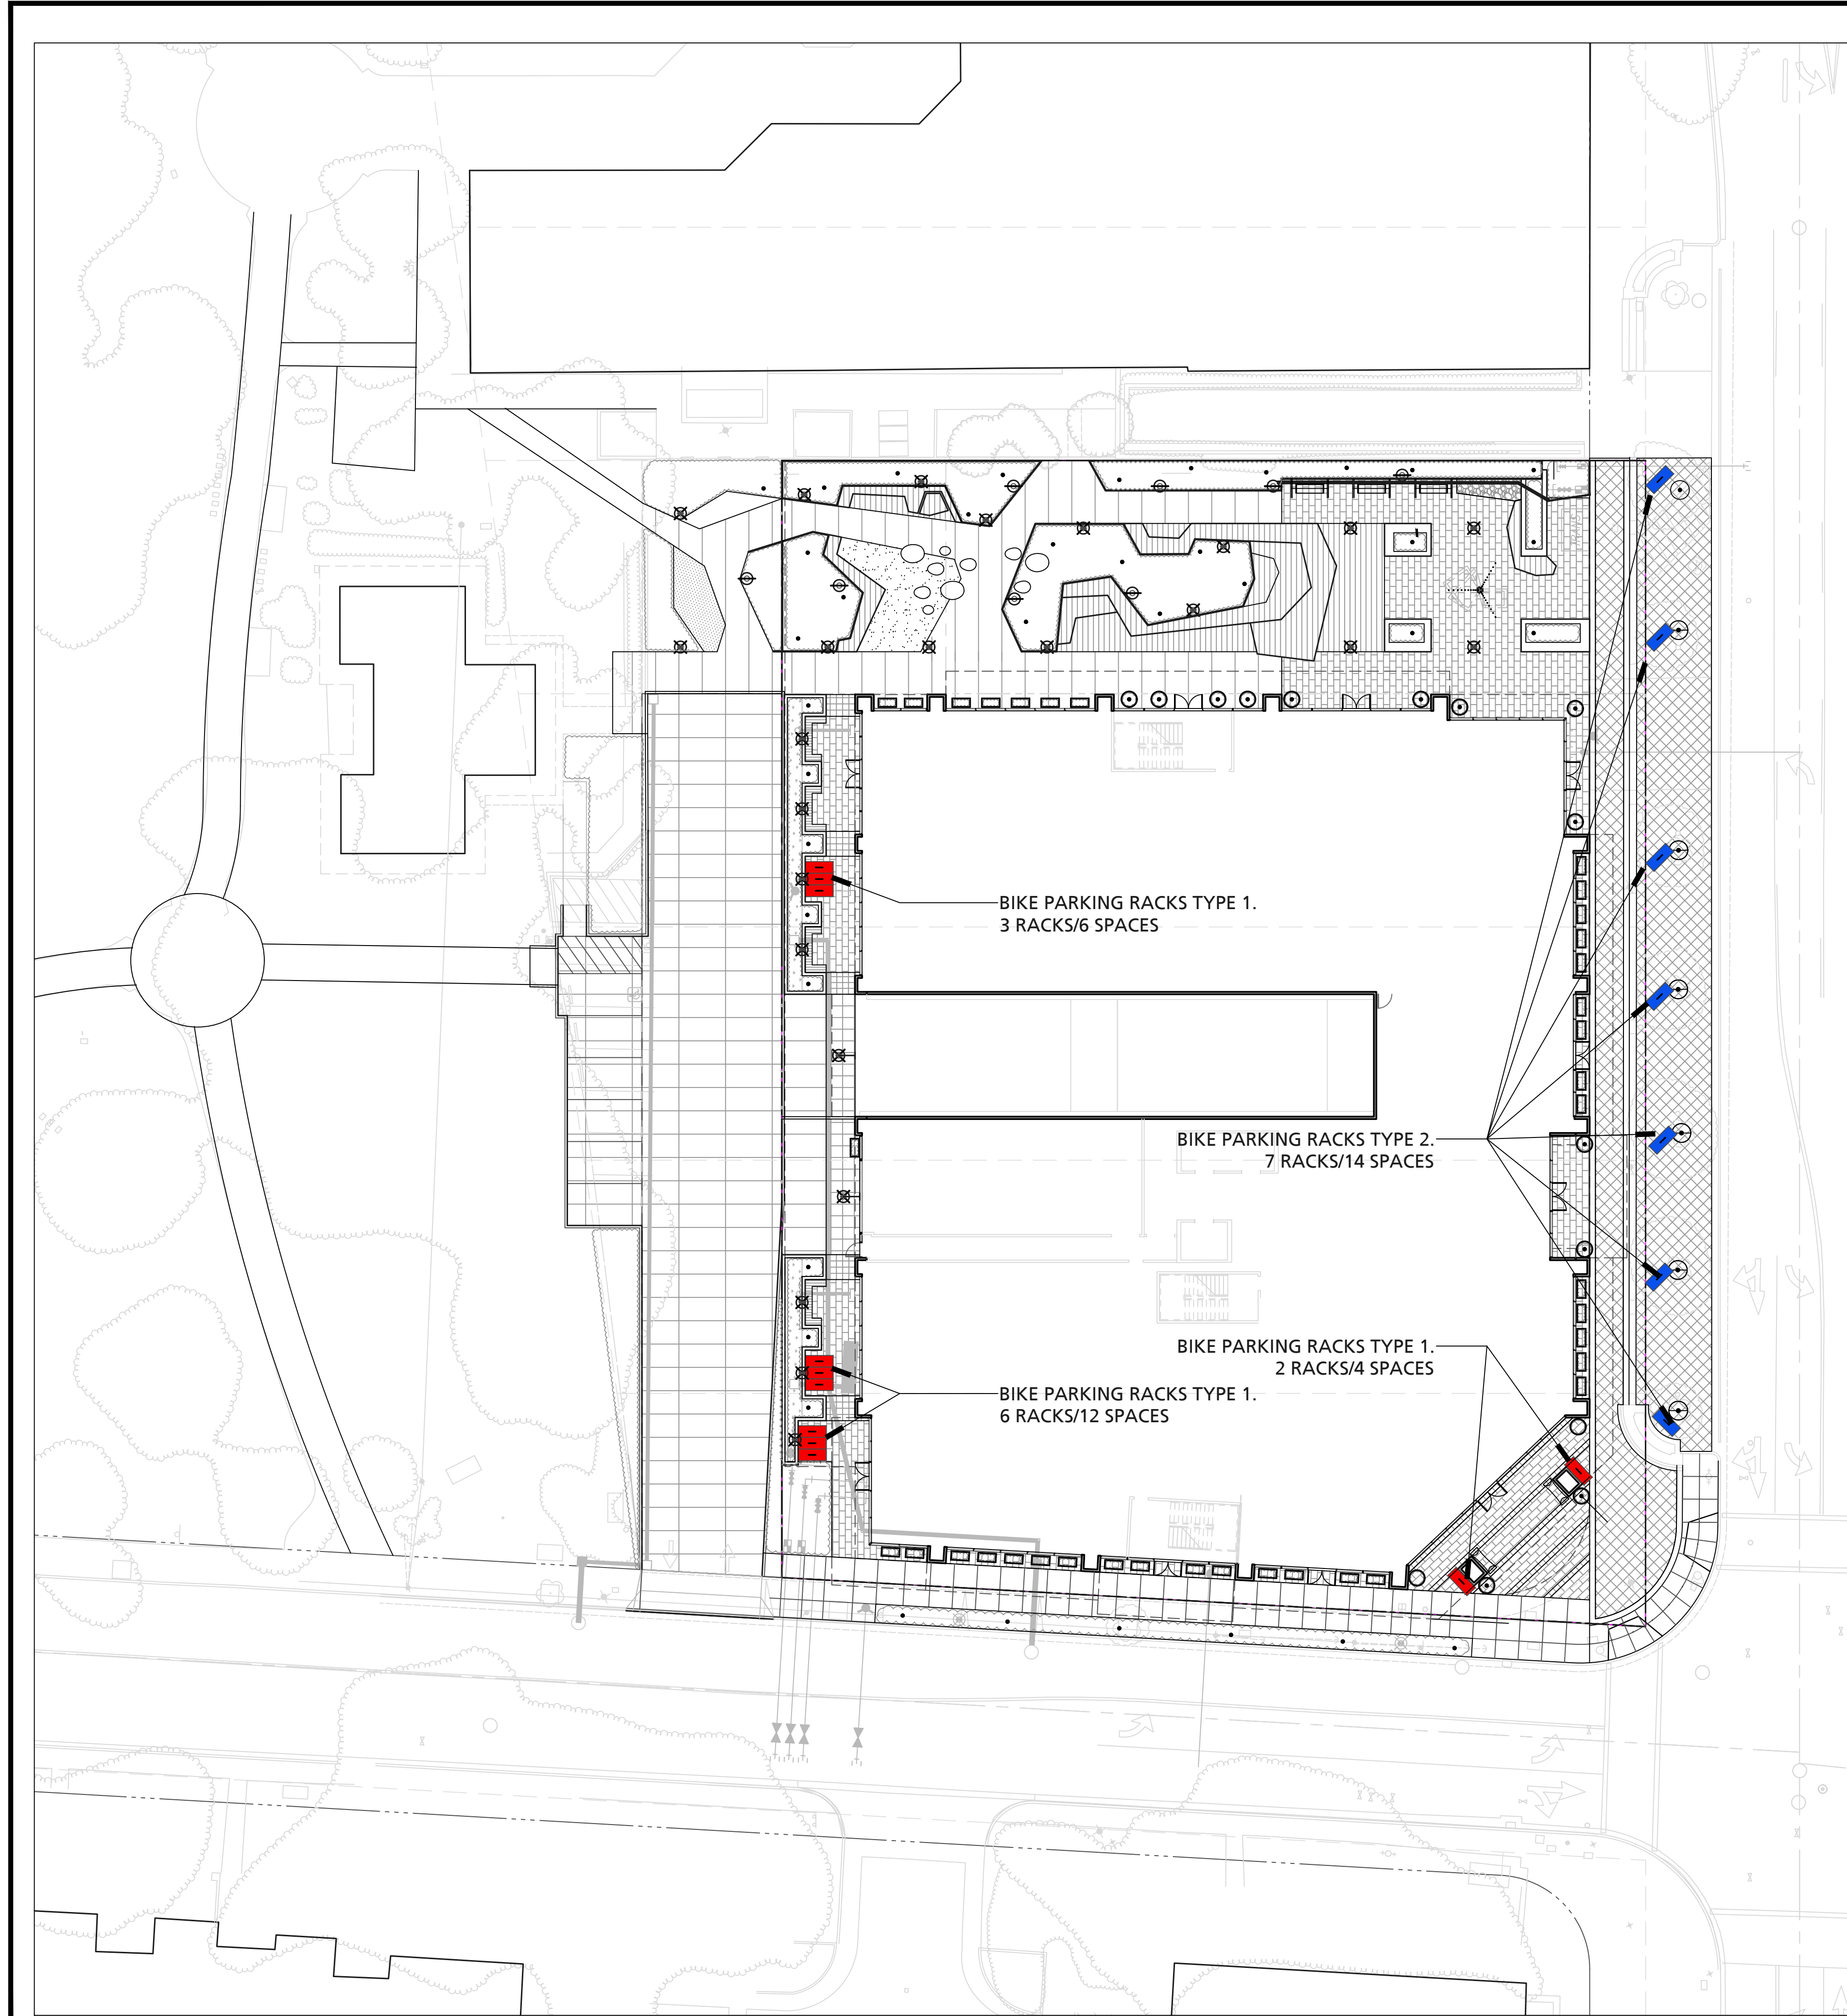 BIKE PARKING RACKS TYPE 1.
3 RACKS/6 SPACES
BIKE PARKING RACKS TYPE 2.
7 RACKS/14 SPACES
BIKE PARKING RACKS TYPE 1.
2 RACKS/4 SPACES
BIKE PARKING RACKS TYPE 1.
6 RACKS/12 SPACES